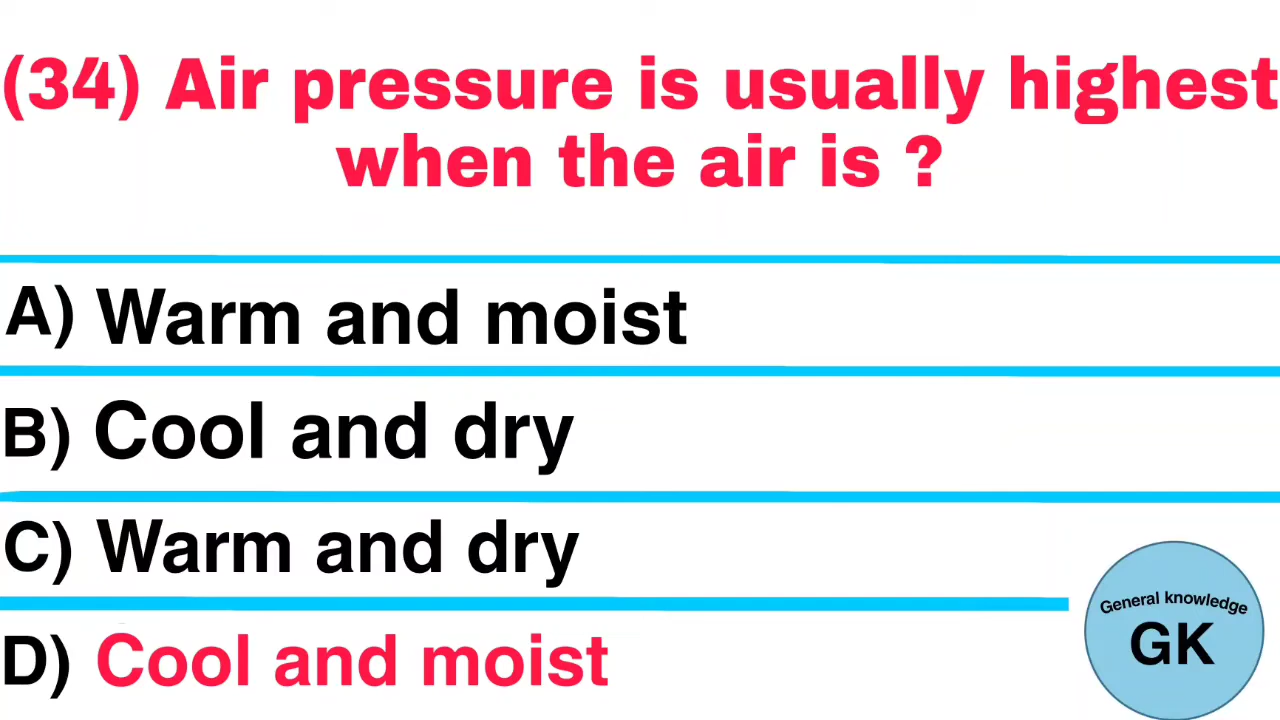 (34) Air pressure is usually highest
when the air is ?
A) Warm and moist
B) Cool and dry
C) Warm and dry
D) Cool and moist
General knowledge
GK